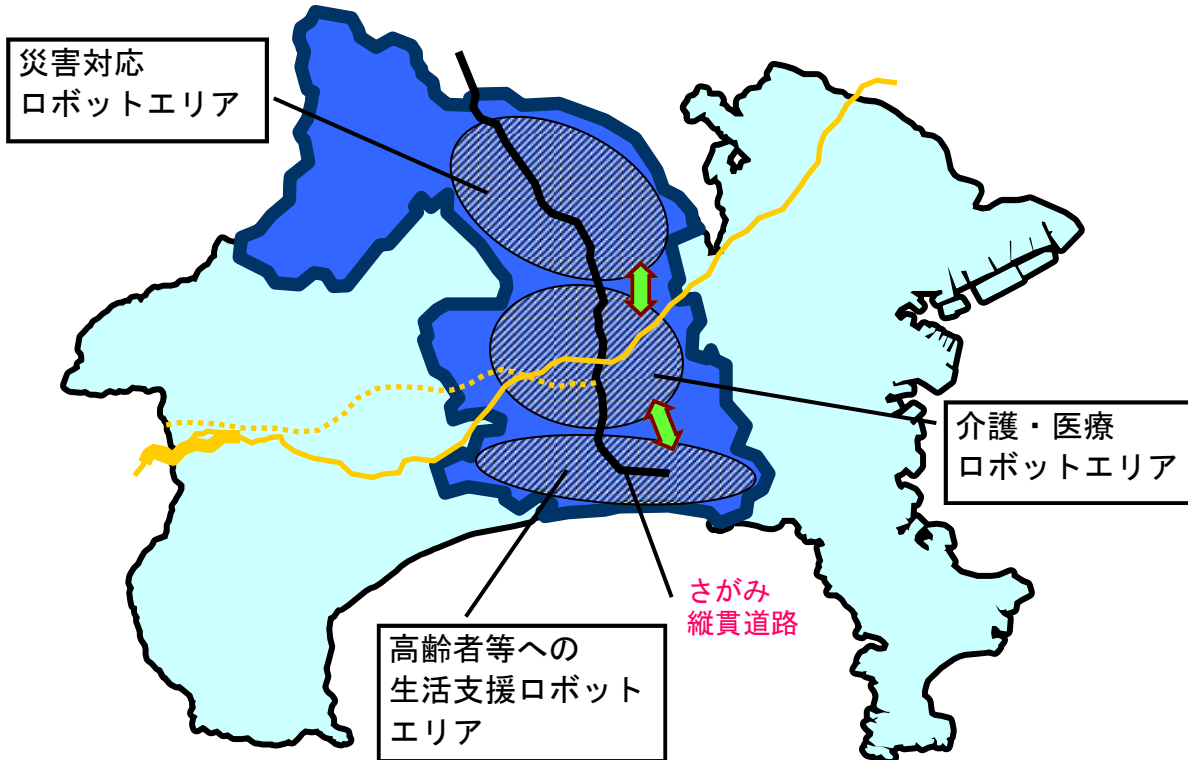 災害対応
ロボットエリア
介護・医療
ロボットエリア
さがみ
縦貫道路
高齢者等への
生活支援ロボット
エリア